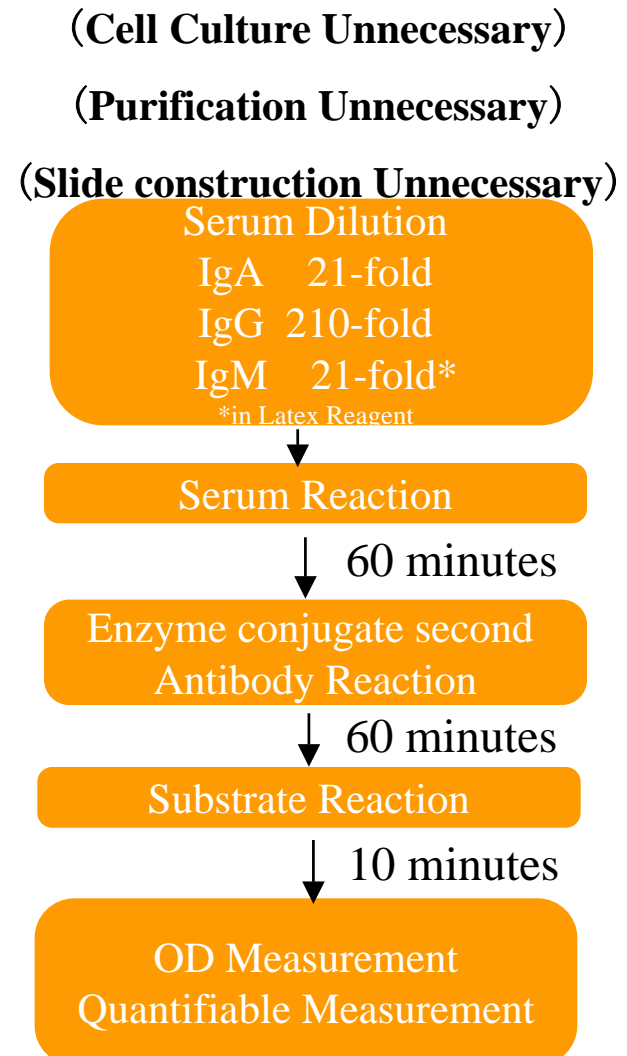 （Cell Culture Unnecessary）
（Purification Unnecessary）
（Slide construction Unnecessary）
Serum Dilution
IgA 21-fold
IgG 210-fold
IgM 21-fold*
*in Latex Reagent
Serum Reaction
60 minutes
Enzyme conjugate second
Antibody Reaction
60 minutes
Substrate Reaction
10 minutes
OD Measurement
Quantifiable Measurement